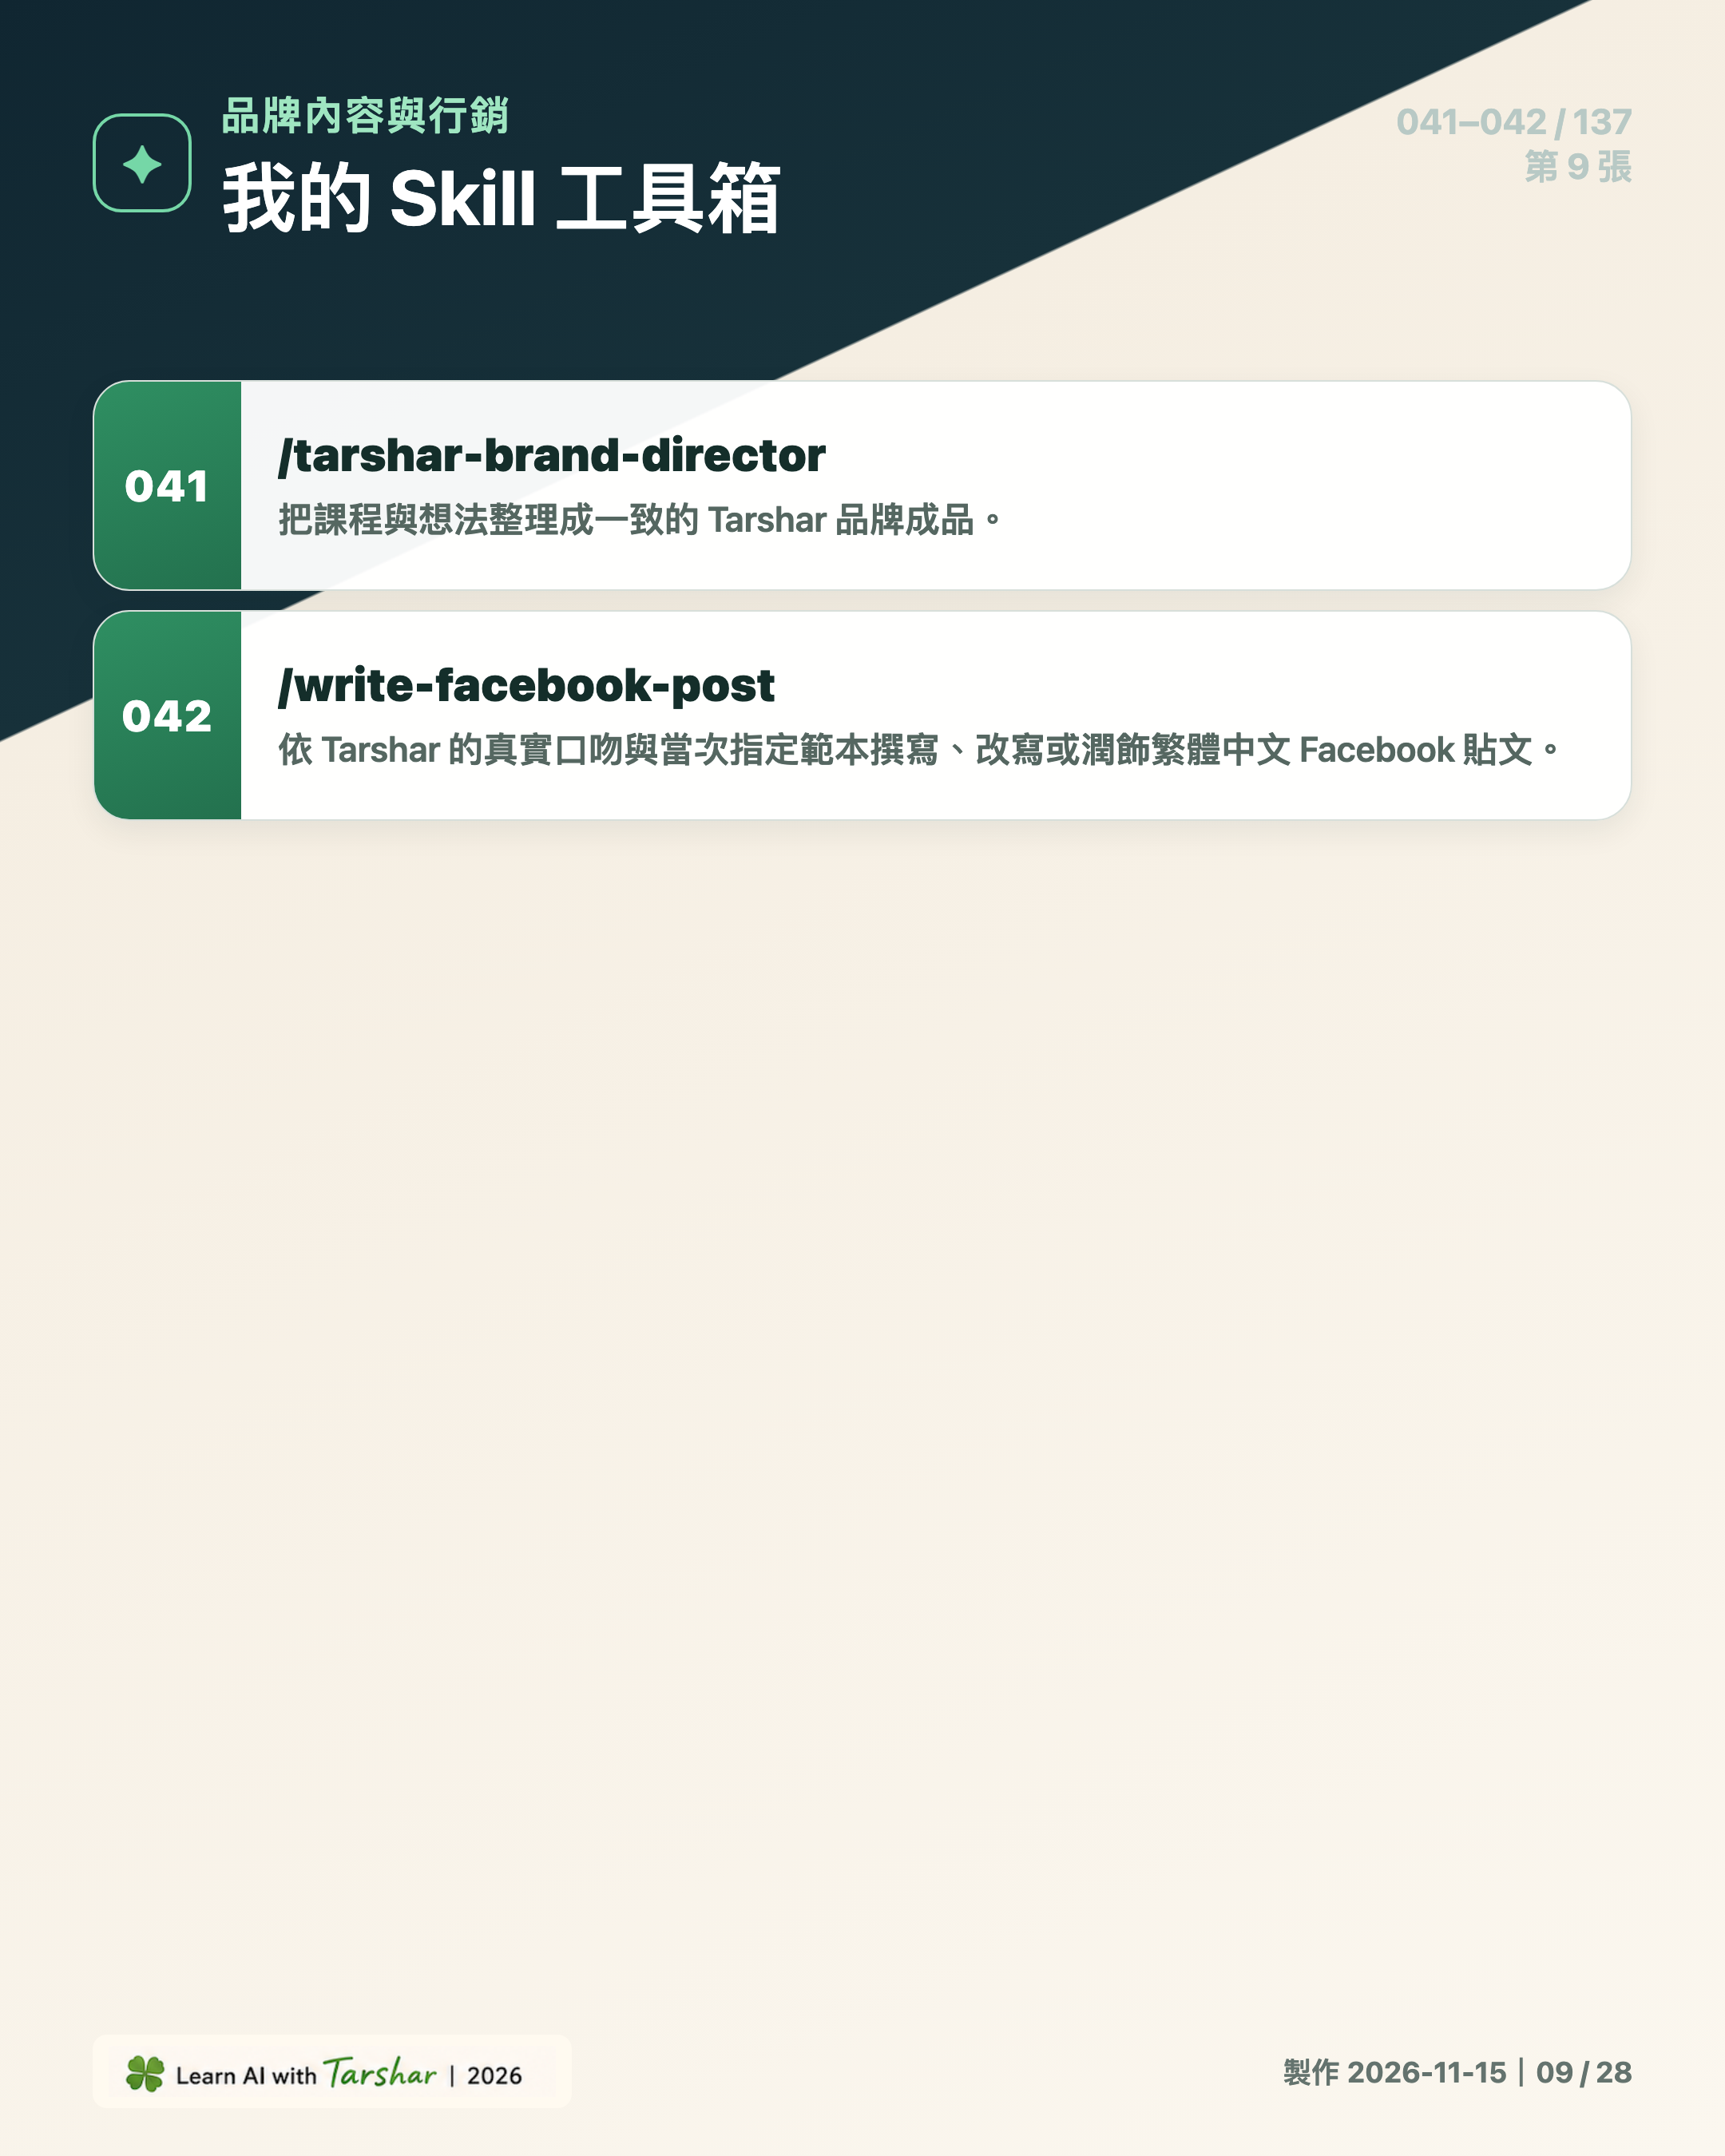 品牌內容與行銷
我的 Skill 工具箱
041–042 / 137
第 9 張
041
/tarshar-brand-director
把課程與想法整理成一致的 Tarshar 品牌成品。
042
/write-facebook-post
依 Tarshar 的真實口吻與當次指定範本撰寫、改寫或潤飾繁體中文 Facebook 貼文。
Learn AI with Tarshar | 2026
製作 2026-11-15｜09 / 28